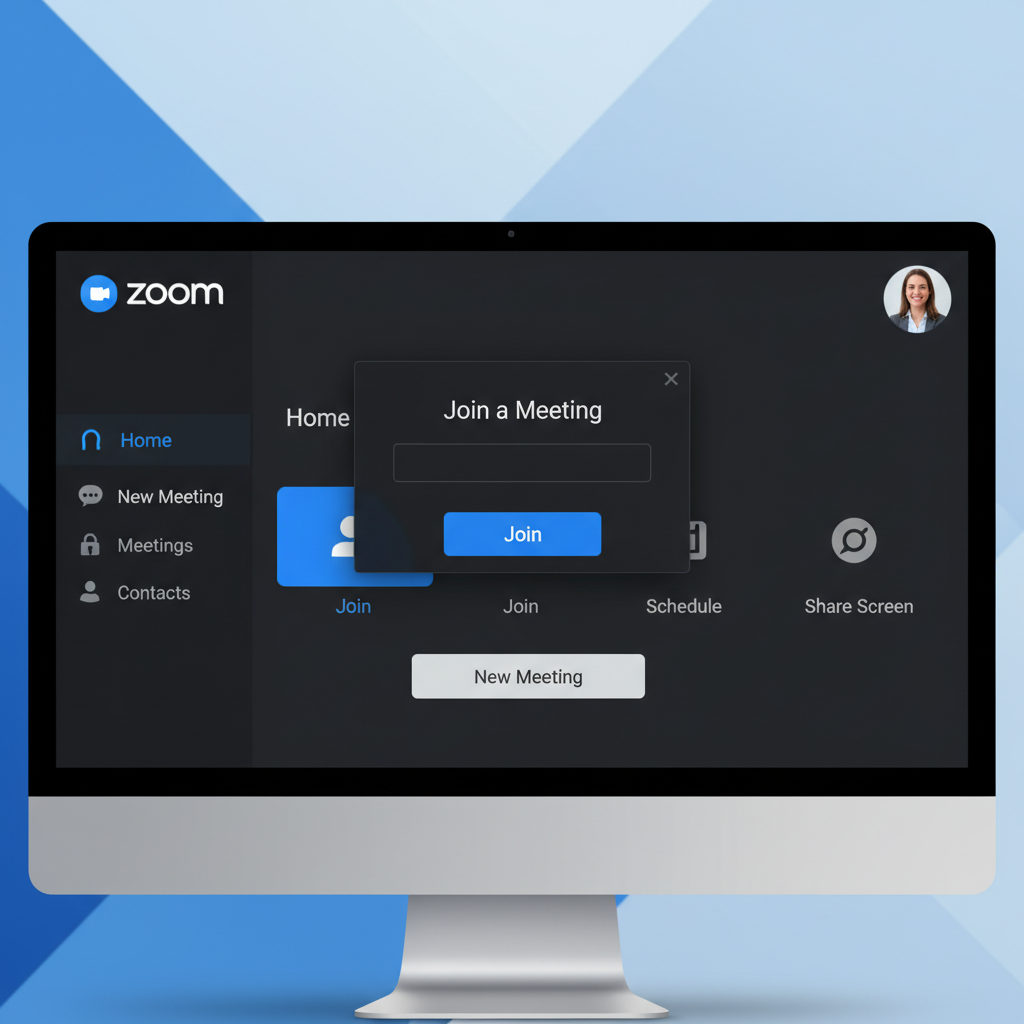 zoom
Home
New Meeting
Meetings
Contacts
Home
Join a Meeting
Join
Join
Join
Schedule
Share Screen
New Meeting